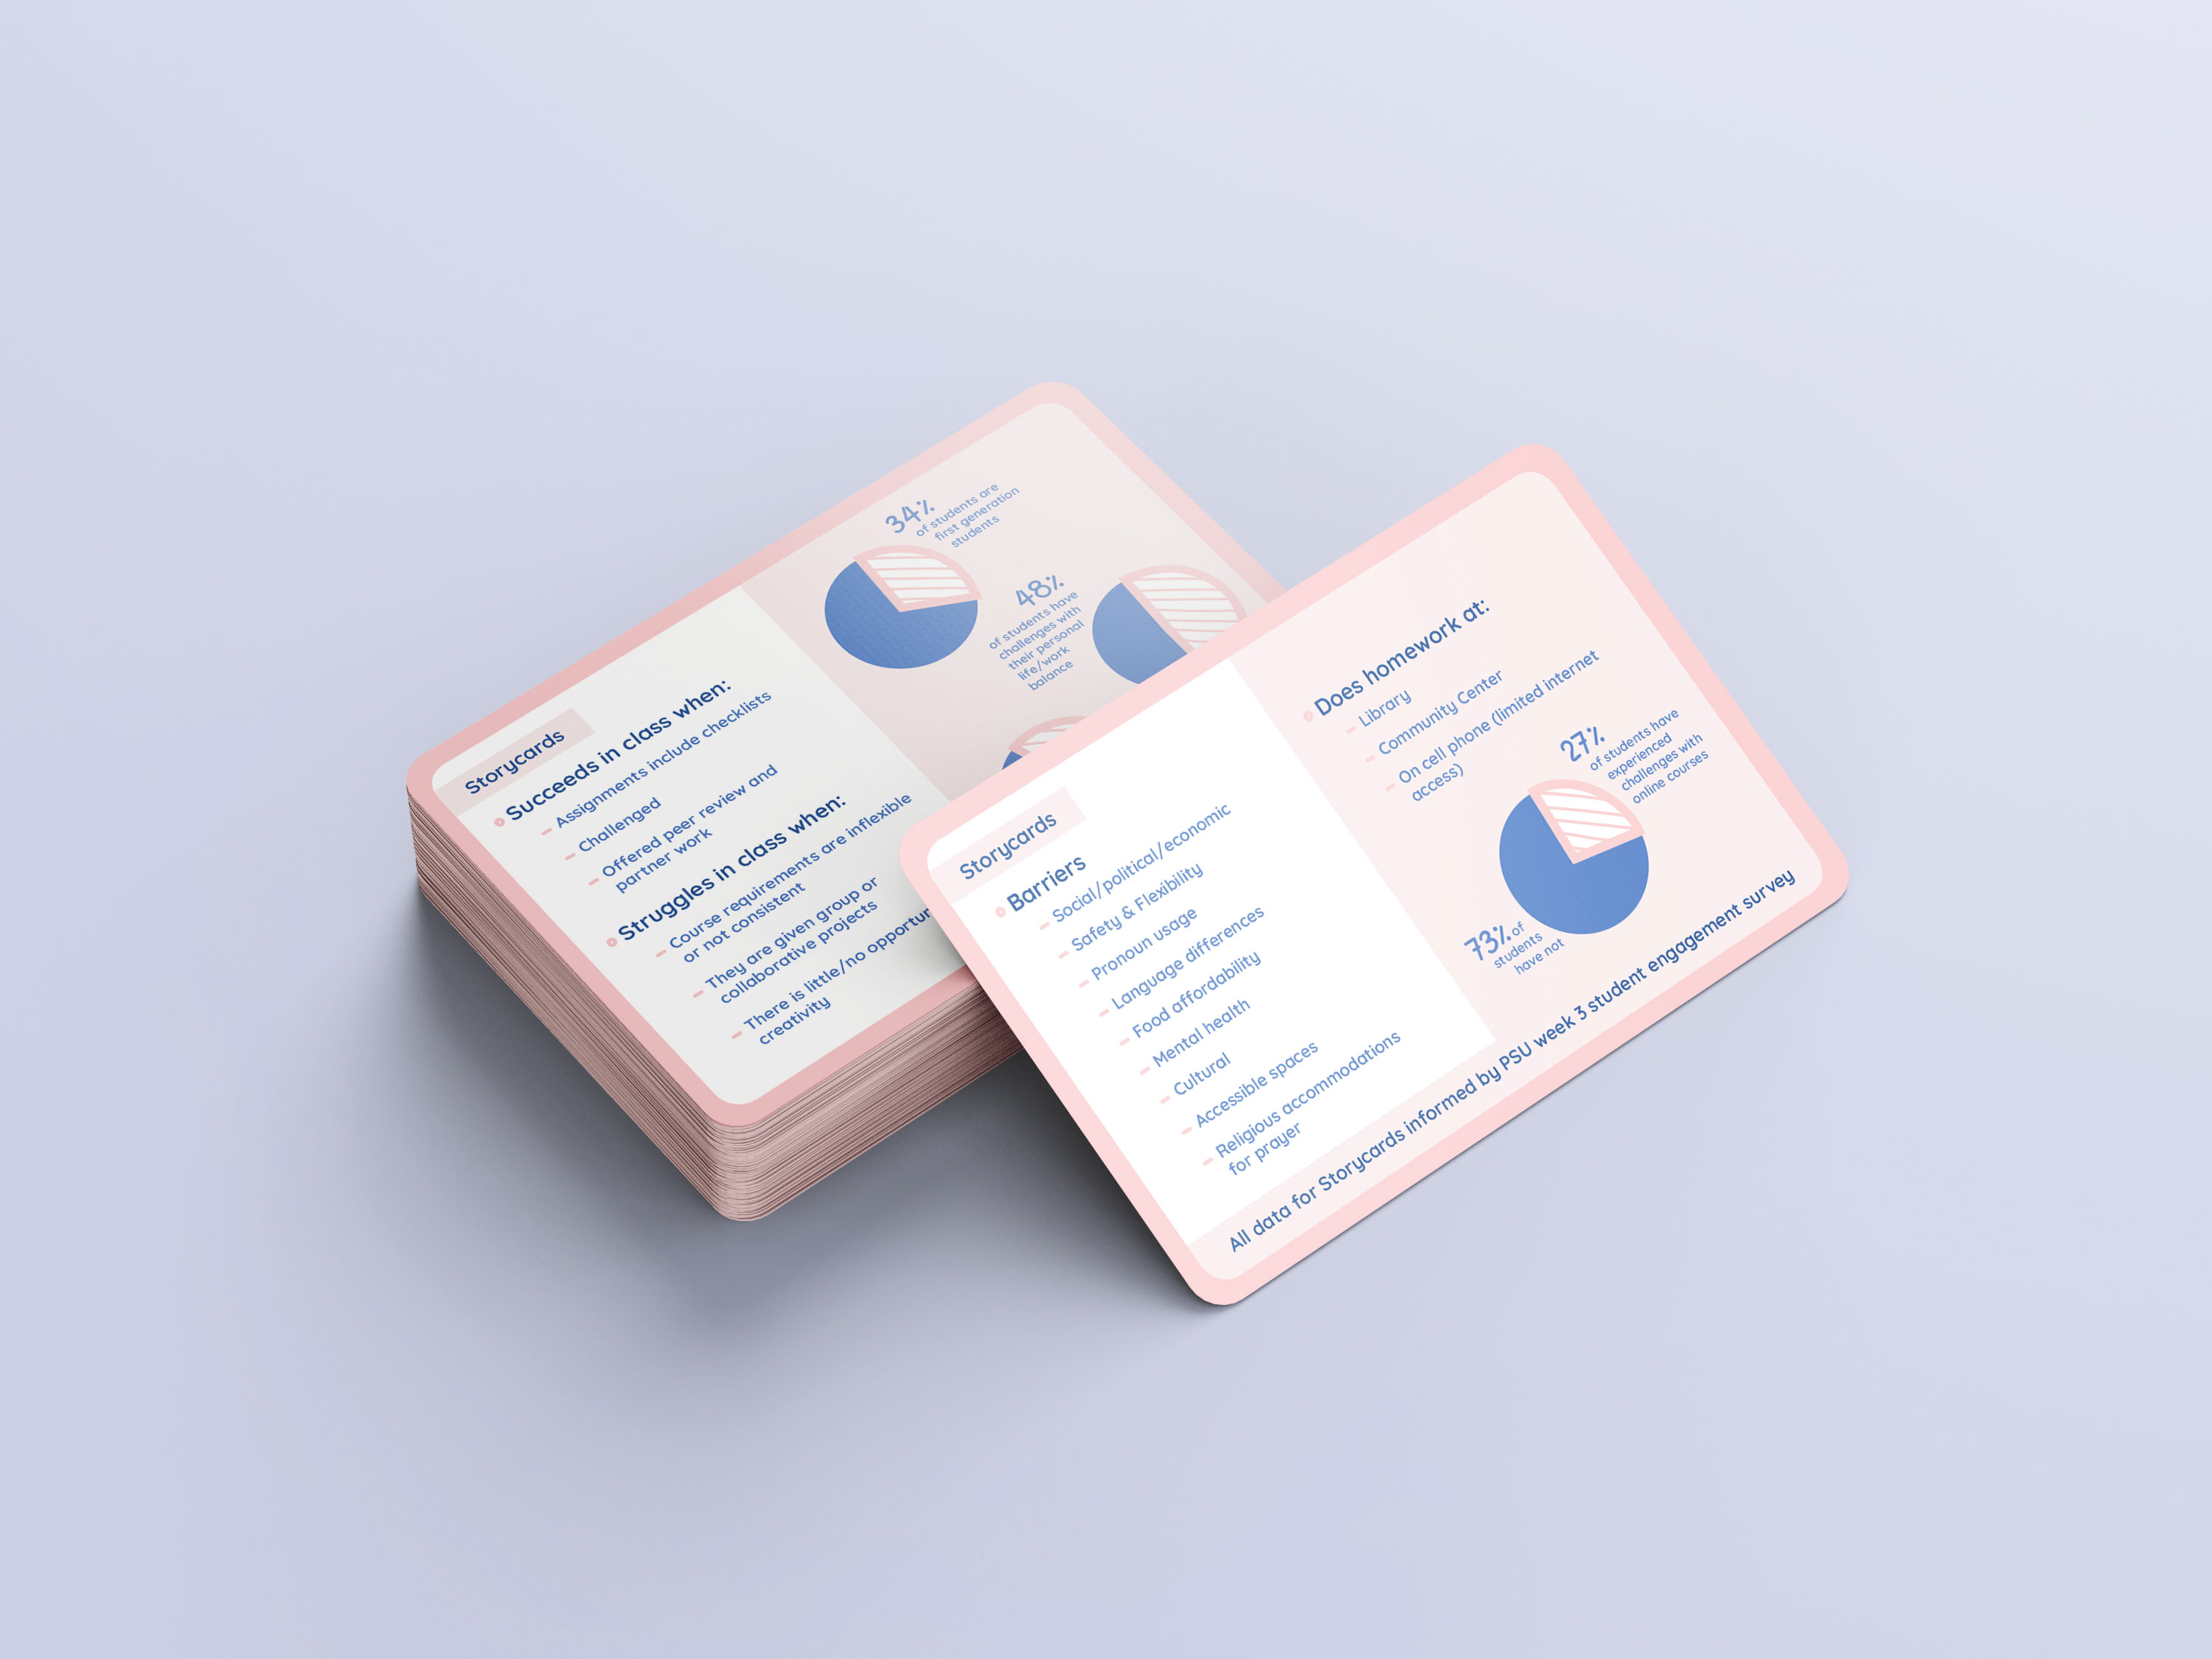 Storycards
Succeeds in class when:
Assignments include checklists
Challenged
Offered peer review and
partner work
Struggles in class when:
Course requirements are inflexible
or not consistent
They are given group or
collaborative projects
There is little/no
creativity
34%
of students are
first generation
students
48%
of students have
challenges with
their personal
life/work
balance
Storycards
Barriers
Social/political/economic
Safety & Flexibility
Pronoun usage
Language differences
Food affordability
Mental health
Cultural
Accessible spaces
Religious accommodations
for prayer
Does homework at:
Library
Community Center
On cell phone (limited internet
access)
27%
of students have
experienced
challenges with
online courses
73% of
students
have not
All data for Storycards informed by PSU week 3 student engagement survey